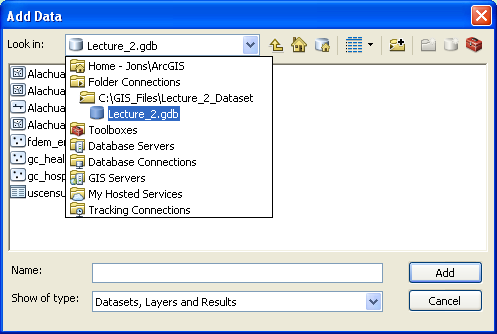 Add Data
Look in: Lecture_2.gdb
Home - Jons\ArcGIS
Folder Connections
C:\GIS_Files\Lecture_2_Dataset
Lecture_2.gdb
Toolboxes
Database Servers
Database Connections
GIS Servers
My Hosted Services
Tracking Connections
Alachua
Alachua
Alachua
Alachua
fdem_en
gc_heal
gc_hosp
uscensu
Name:
Add
Show of type: Datasets, Layers and Results
Cancel